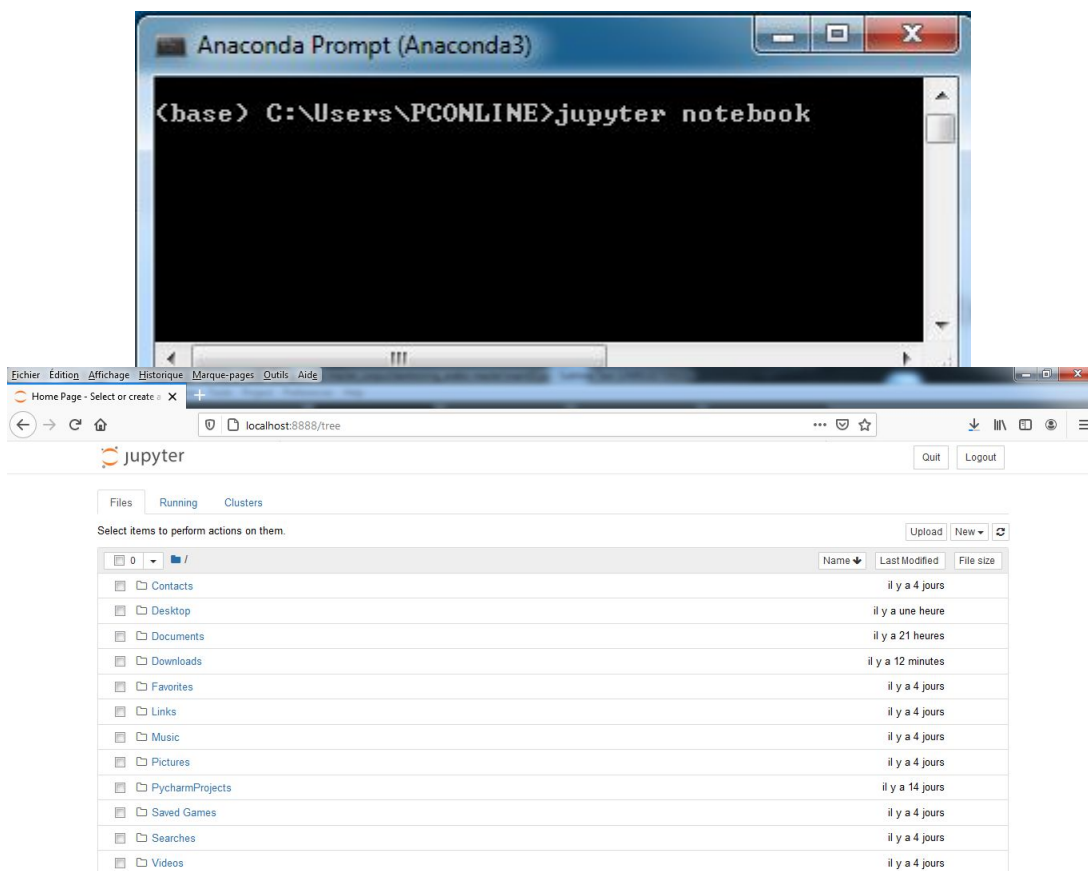 Anaconda Prompt (Anaconda3)
(base) C:\Users\PCONLINE>jupyter notebook
Fichier Édition Affichage Historique Marque-pages Outils Aide
Home Page - Select or create a
localhost:8888/tree
jupyter
Quit Logout
Files Running Clusters
Select items to perform actions on them.
Upload New
0 /
Name Last Modified File size
Contacts il y a 4 jours
Desktop il y a une heure
Documents il y a 21 heures
Downloads il y a 12 minutes
Favorites il y a 4 jours
Links il y a 4 jours
Music il y a 4 jours
Pictures il y a 4 jours
PycharmProjects il y a 14 jours
Saved Games il y a 4 jours
Searches il y a 4 jours
Videos il y a 4 jours